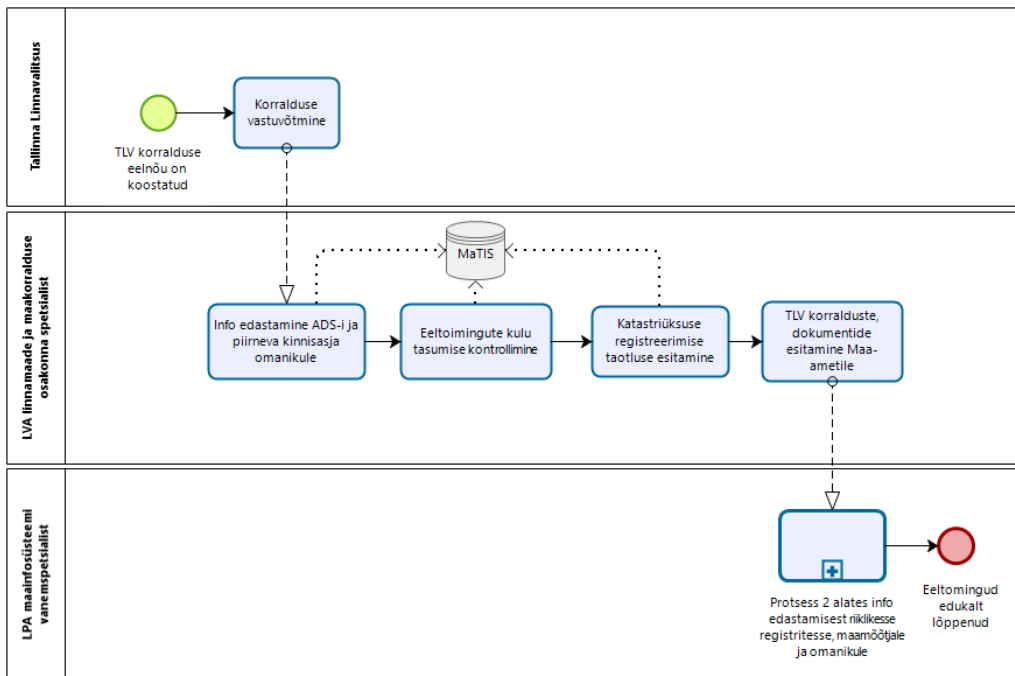 Tallinna Linnavalitsus
TLV korralduse
eelnõu on
koostatud
Korralduse
vastuvõtmine
LVA linnamaade ja maakorralduse
osakonna spetsialist
MaTIS
Info edastamine ADS-i ja
piirneva kinnisasja
omanikule
Eeltoimingute kulu
tasumise kontrollimine
Katastriüksuse
registreerimise
taotluse esitamine
TLV korralduste,
dokumentide
esitamine Maa-
ametile
LPA maainfosüsteemi
vanemspetsialist
Protsess 2 alates info
edastamisest riiklikesse
registritesse, maamõõtjale
ja omanikule
Eeltomingud
edukalt
lõppenud